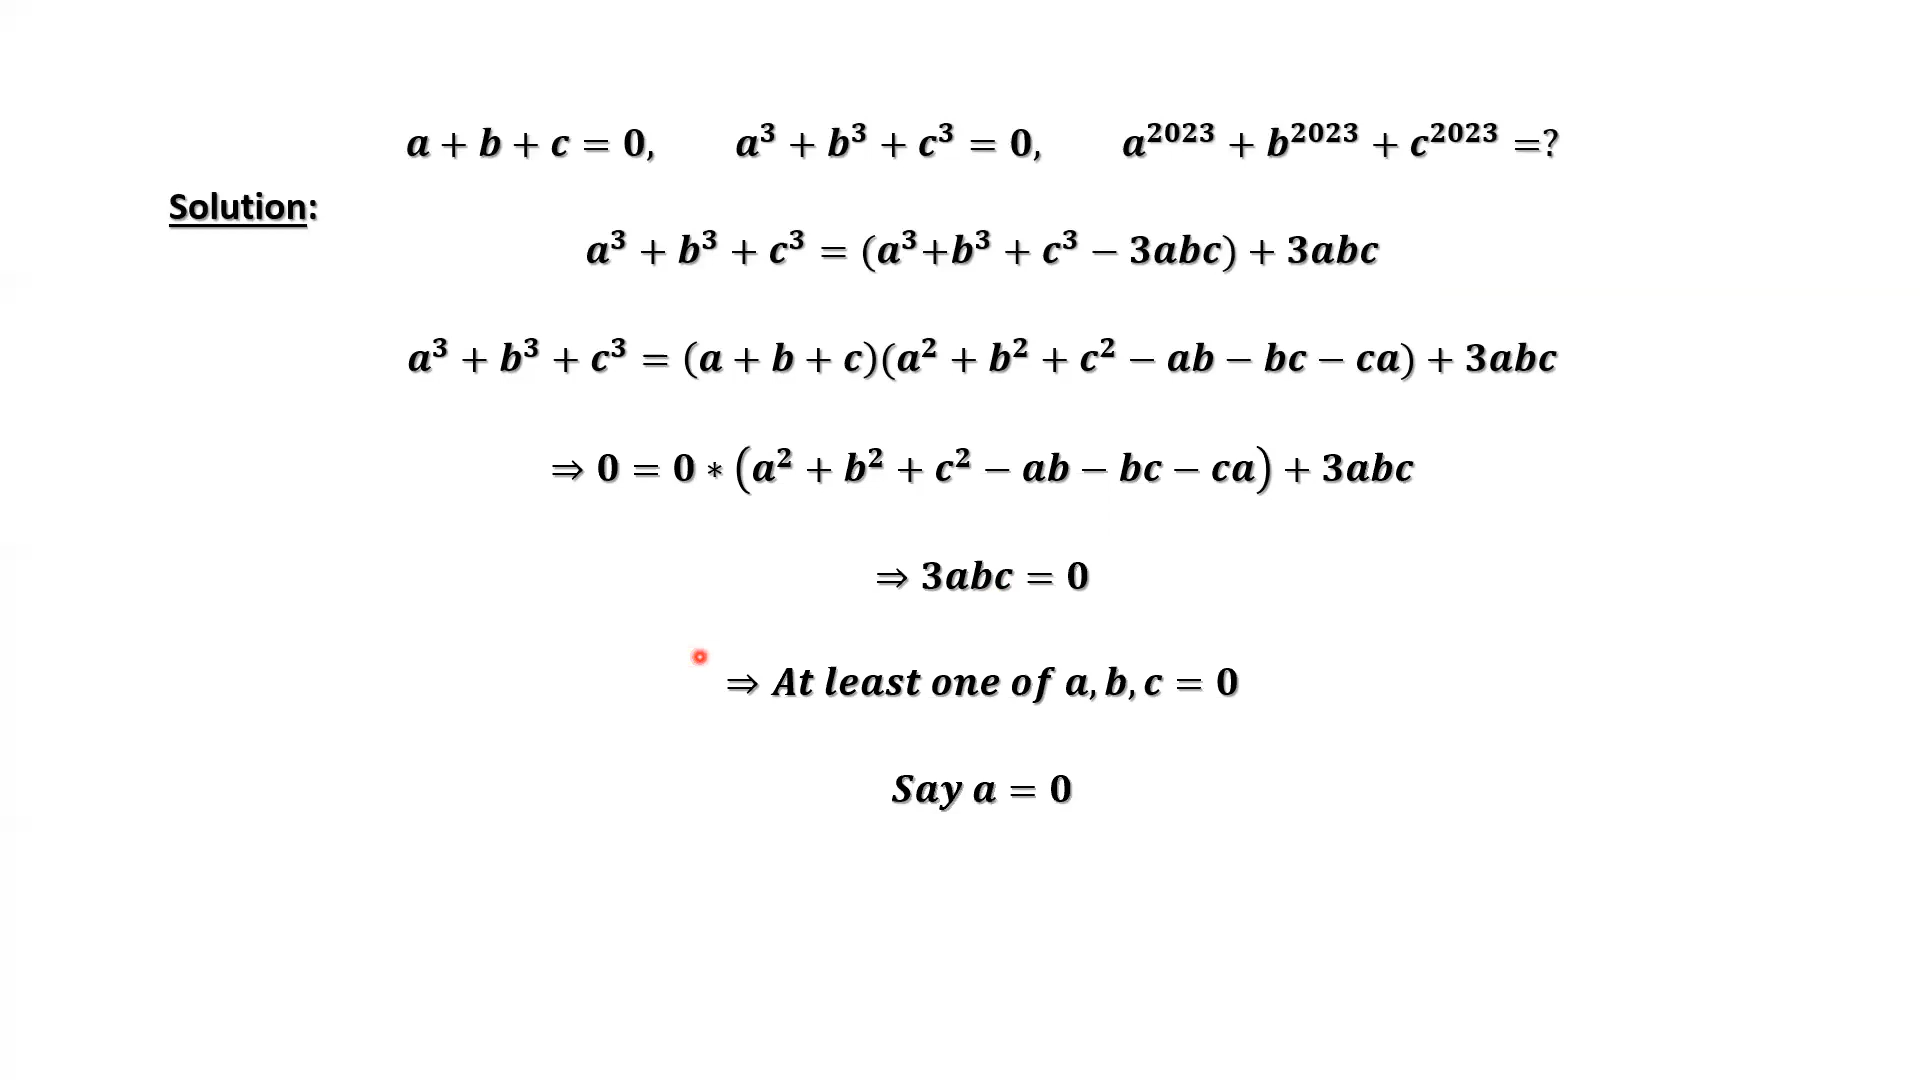 a + b + c = 0, a³ + b³ + c³ = 0, a²⁰²³ + b²⁰²³ + c²⁰²³ =?
Solution:
a³ + b³ + c³ = (a³+b³ + c³ − 3abc) + 3abc
a³ + b³ + c³ = (a + b + c)(a² + b² + c² − ab − bc − ca) + 3abc
⇒ 0 = 0 * (a² + b² + c² − ab − bc − ca) + 3abc
⇒ 3abc = 0
⇒ At least one of a, b, c = 0
Say a = 0